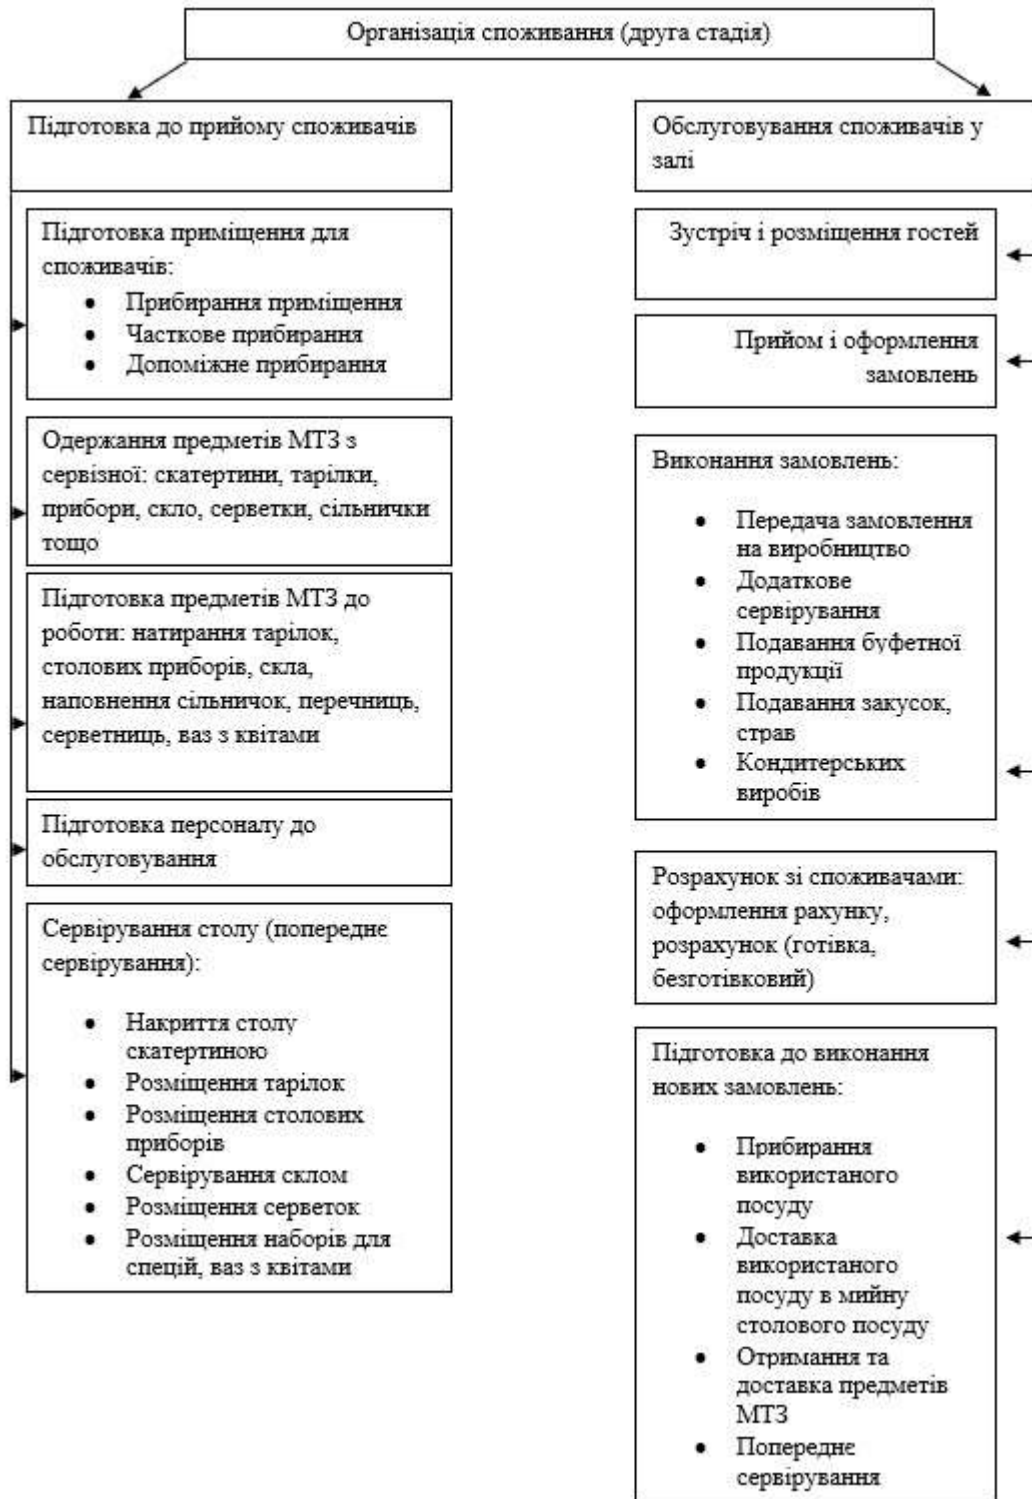 Організація споживання (друга стадія)
Підготовка до прийому споживачів
Підготовка приміщення для
споживачів:
• Прибирання приміщення
• Часткове прибирання
• Допоміжне прибирання
Одержання предметів МТЗ з
сервізної: скатертини, тарілки,
прибори, скло, серветки, сільнички
тощо
Підготовка предметів МТЗ до
роботи: натирання тарілок,
столових приборів, скла,
наповнення сільничок, перечниць,
серветниць, ваз з квітами
Підготовка персоналу до
обслуговування
Сервірування столу (попереднє
сервірування):
• Накриття столу
скатертиною
• Розміщення тарілок
• Розміщення столових
приборів
• Сервірування склом
• Розміщення серветок
• Розміщення наборів для
спецій, ваз з квітами
Обслуговування споживачів у
залі
Зустріч і розміщення гостей
Прийом і оформлення
замовлень
Виконання замовлень:
• Передача замовлення
на виробництво
• Додаткове
сервірування
• Подавання буфетної
продукції
• Подавання закусок,
страв
• Кондитерських
виробів
Розрахунок зі споживачами:
оформлення рахунку,
розрахунок (готівка,
безготівковий)
Підготовка до виконання
нових замовлень:
• Прибирання
використаного
посуду
• Доставка
використаного
посуду в мийну
столового посуду
• Отримання та
доставка предметів
МТЗ
• Попереднє
сервірування